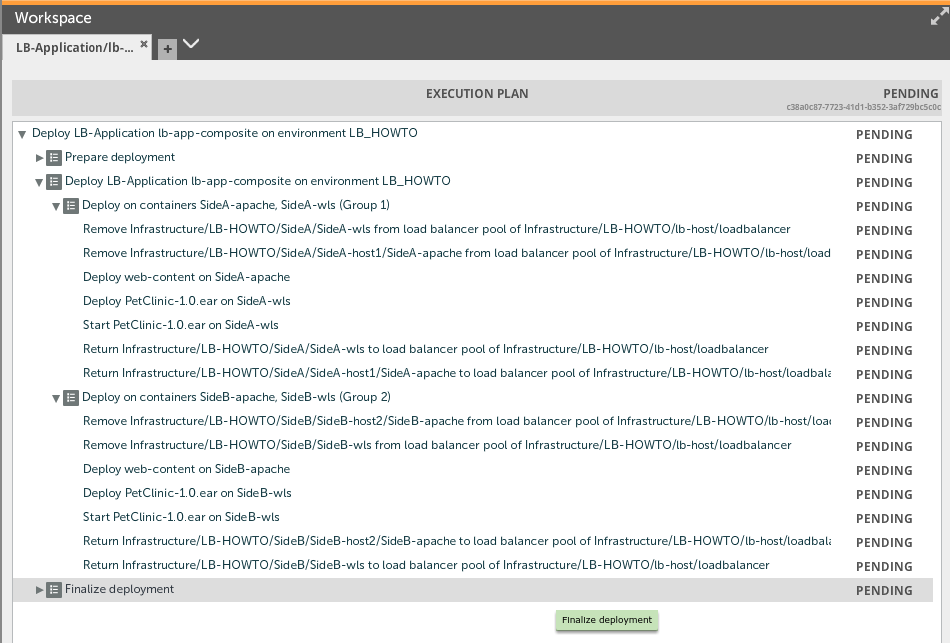 Workspace
LB-Application/lb-...
EXECUTION PLAN PENDING
c38a0c87-7723-41d1-b352-3af729bc5c0c
Deploy LB-Application lb-app-composite on environment LB_HOWTO PENDING
Prepare deployment PENDING
Deploy LB-Application lb-app-composite on environment LB_HOWTO PENDING
Deploy on containers SideA-apache, SideA-wls (Group 1) PENDING
Remove Infrastructure/LB-HOWTO/SideA/SideA-wls from load balancer pool of Infrastructure/LB-HOWTO/lb-host/loadbalancer PENDING
Remove Infrastructure/LB-HOWTO/SideA/SideA-host1/SideA-apache from load balancer pool of Infrastructure/LB-HOWTO/lb-host/load PENDING
Deploy web-content on SideA-apache PENDING
Deploy PetClinic-1.0.ear on SideA-wls PENDING
Start PetClinic-1.0.ear on SideA-wls PENDING
Return Infrastructure/LB-HOWTO/SideA/SideA-wls to load balancer pool of Infrastructure/LB-HOWTO/lb-host/loadbalancer PENDING
Return Infrastructure/LB-HOWTO/SideA/SideA-host1/SideA-apache to load balancer pool of Infrastructure/LB-HOWTO/lb-host/loadbala PENDING
Deploy on containers SideB-apache, SideB-wls (Group 2) PENDING
Remove Infrastructure/LB-HOWTO/SideB/SideB-host2/SideB-apache from load balancer pool of Infrastructure/LB-HOWTO/lb-host/loa PENDING
Remove Infrastructure/LB-HOWTO/SideB/SideB-wls from load balancer pool of Infrastructure/LB-HOWTO/lb-host/loadbalancer PENDING
Deploy web-content on SideB-apache PENDING
Deploy PetClinic-1.0.ear on SideB-wls PENDING
Start PetClinic-1.0.ear on SideB-wls PENDING
Return Infrastructure/LB-HOWTO/SideB/SideB-host2/SideB-apache to load balancer pool of Infrastructure/LB-HOWTO/lb-host/loadbala PENDING
Return Infrastructure/LB-HOWTO/SideB/SideB-wls to load balancer pool of Infrastructure/LB-HOWTO/lb-host/loadbalancer PENDING
Finalize deployment PENDING
Finalize deployment